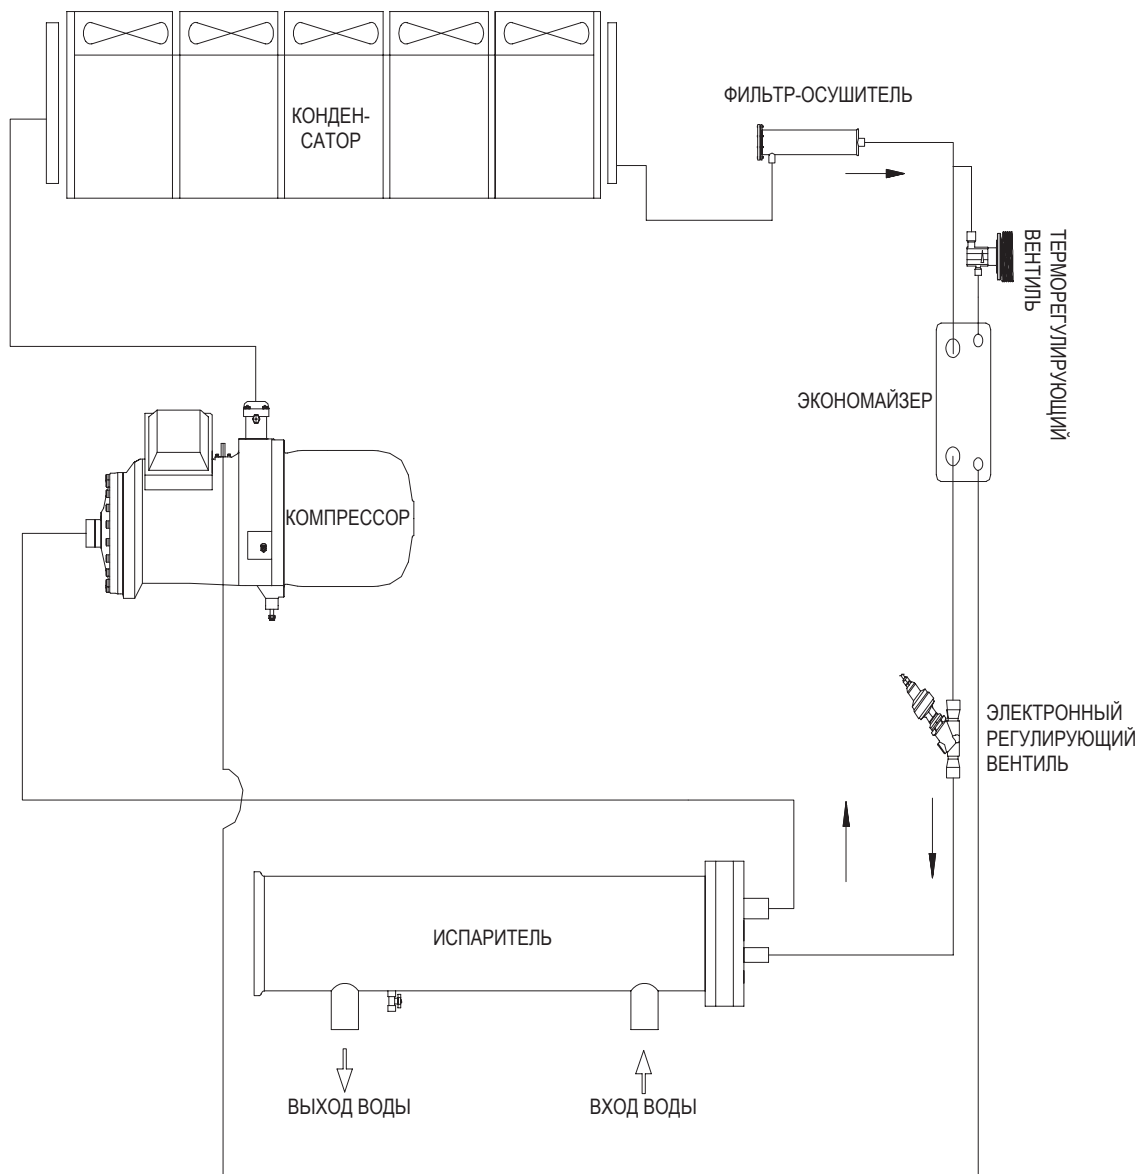 КОНДЕН-
САТОР
ФИЛЬТР-ОСУШИТЕЛЬ
ТЕРМОРЕГУЛИРУЮЩИЙ
ВЕНТИЛЬ
ЭКОНОМАЙЗЕР
КОМПРЕССОР
ЭЛЕКТРОННЫЙ
РЕГУЛИРУЮЩИЙ
ВЕНТИЛЬ
ИСПАРИТЕЛЬ
ВЫХОД ВОДЫ
ВХОД ВОДЫ